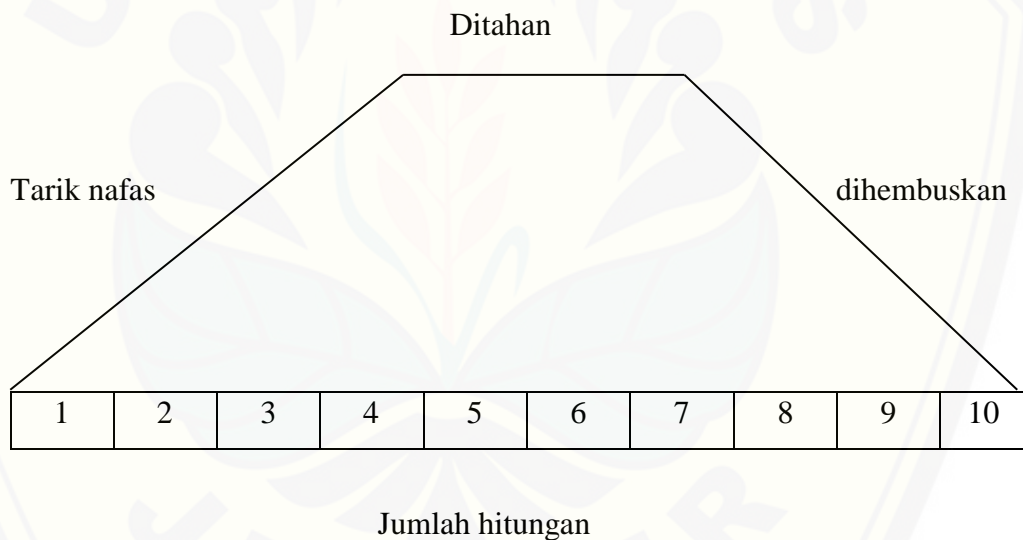 Ditahan
Tarik nafas
dihembuskan
1 2 3 4 5 6 7 8 9 10
Jumlah hitungan